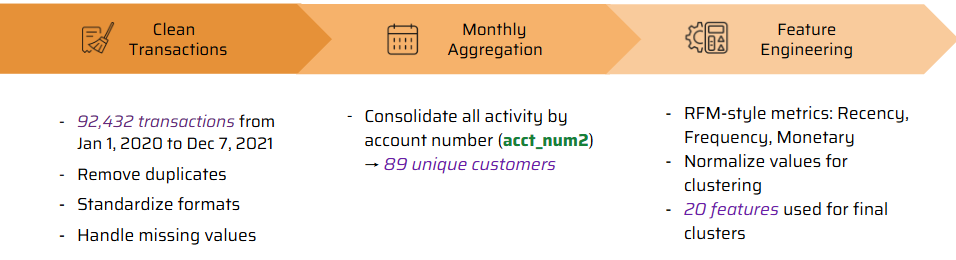 Clean
Transactions
Monthly
Aggregation
Feature
Engineering
- 92,432 transactions from
Jan 1, 2020 to Dec 7, 2021
- Remove duplicates
- Standardize formats
- Handle missing values
- Consolidate all activity by
account number (acct_num2)
→ 89 unique customers
- RFM-style metrics: Recency,
Frequency, Monetary
- Normalize values for
clustering
- 20 features used for final
clusters